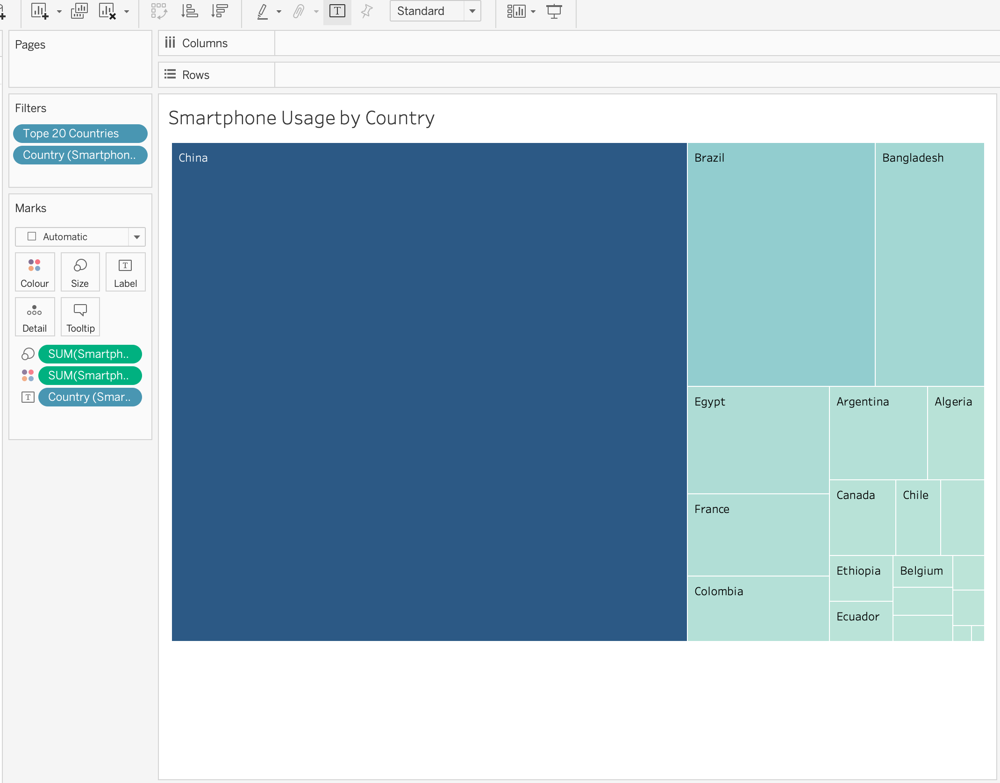 Standard
Pages
Columns
Rows
Filters
Tope 20 Countries
Country (Smartphon..
Marks
Automatic
Colour
Size
Label
Detail
Tooltip
SUM(Smartph..
SUM(Smartph..
Country (Smar..
Smartphone Usage by Country
China
Brazil
Bangladesh
Egypt
Argentina
Algeria
France
Canada
Chile
Colombia
Ethiopia
Belgium
Ecuador